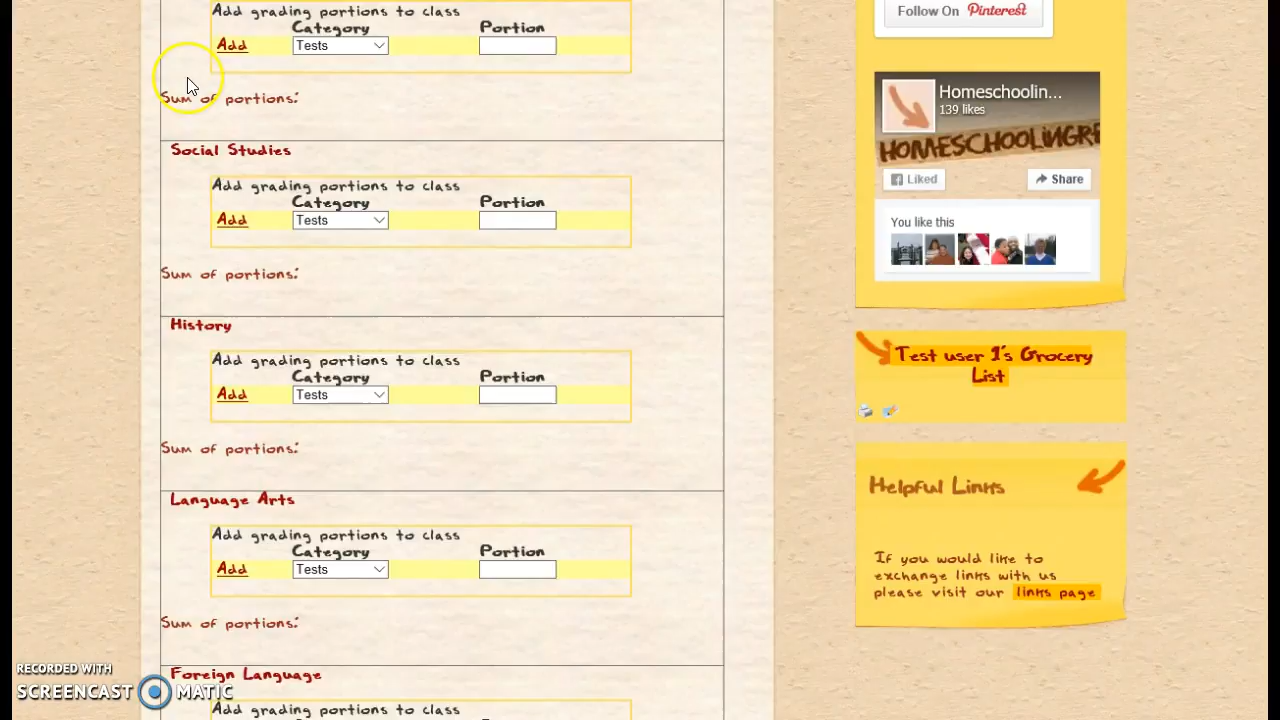 Add grading portions to class
Category Portion
Add Tests
Sum of portions:
Social Studies
Add grading portions to class
Category Portion
Add Tests
Sum of portions:
History
Add grading portions to class
Category Portion
Add Tests
Sum of portions:
Language Arts
Add grading portions to class
Category Portion
Add Tests
Sum of portions:
Foreign Language
Add grading portions to class
RECORDED WITH
SCREENCAST MATIC
Follow On Pinterest
Homeschoolin...
139 likes
HOMESCHOOLINGRE
Liked Share
You like this
Test user 1's Grocery
List
Helpful Links
If you would like to
exchange links with us
please visit our links page